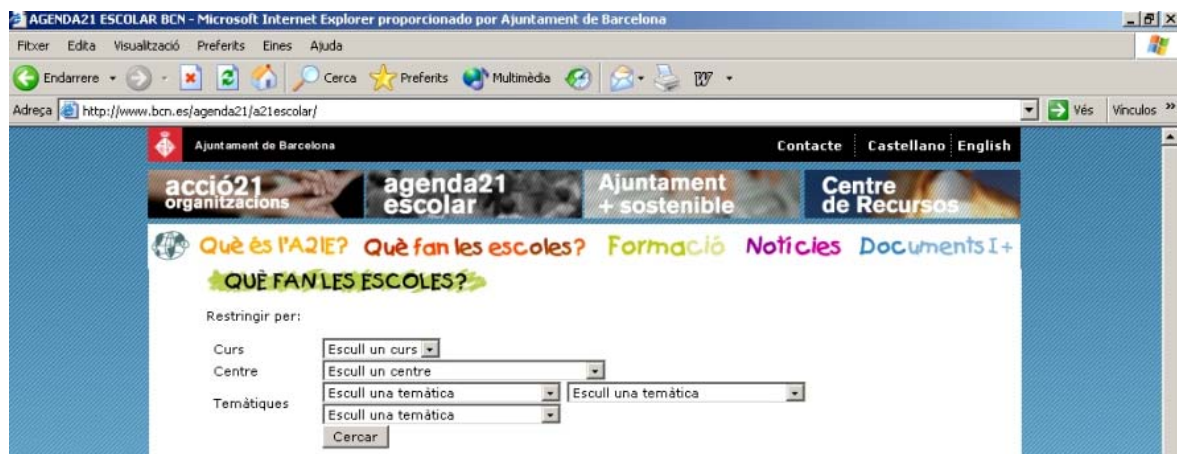 AGENDA21 ESCOLAR BCN - Microsoft Internet Explorer proporcionado por Ajuntament de Barcelona
Fitxer Edita Visualització Preferits Eines Ajuda
Endarrere Cerca Preferits Multimèdia
Adreça http://www.bcn.es/agenda21/a21escolar/ Vés Vínculos »
Ajuntament de Barcelona Contacte Castellano English
acció21 organitzacions
agenda21 escolar
Ajuntament + sostenible
Centre de Recursos
Què és l'A21E? Què fan les escoles? Formació Notícies Documents I+
QUÈ FAN LES ESCOLES?
Restringir per:
Curs Escull un curs
Centre Escull un centre
Temàtiques Escull una temàtica Escull una temàtica
Escull una temàtica
Cercar